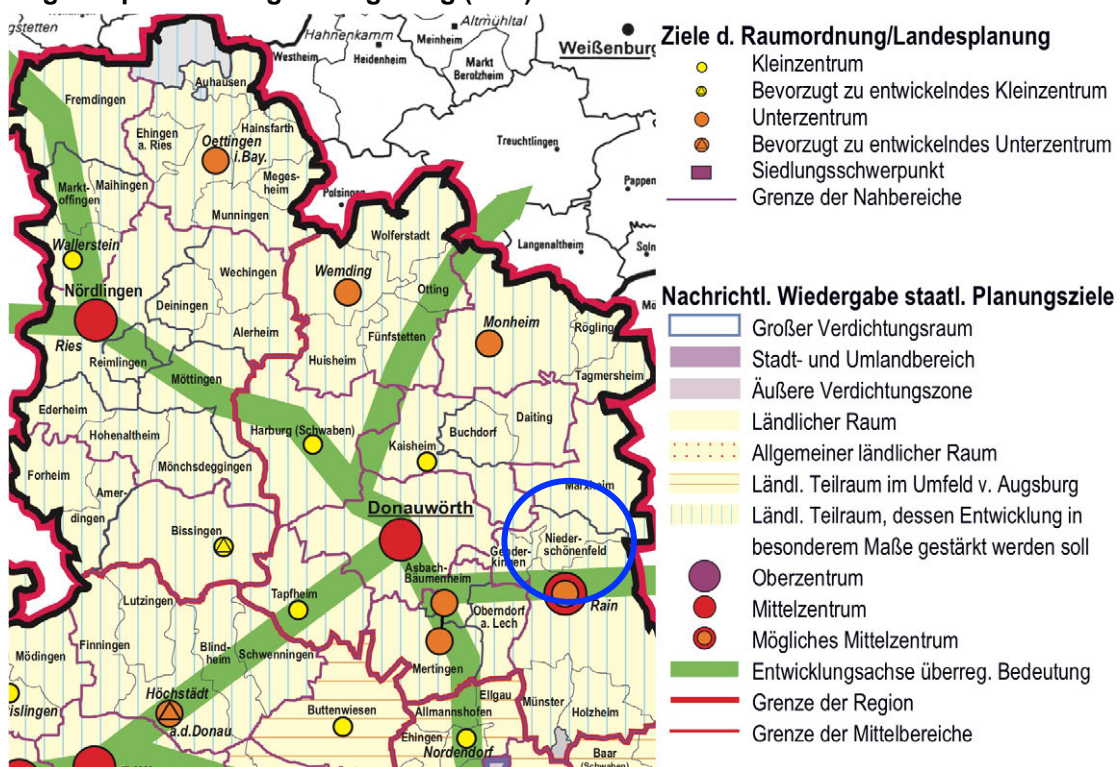 Hahnenkamm
Altmühltal
Meinheim
Weißenburg
Westheim
Heidenheim
Markt
Berolzheim
Auhausen
Fremdingen
Ehingen
a. Ries
Hainsfarth
Oettingen
i.Bay.
Treuchtlingen
Markt-
offingen
Maihingen
Meges-
heim
Polsingen
Pappen
Munningen
Wolferstadt
Langenaltheim
Soln
Wallerstein
Wechingen
Wemding
Otting
Nördlingen
Deiningen
Monheim
Rögling
Alerheim
Fünfstetten
Ries
Reimlingen
Huisheim
Tagmersheim
Möttingen
Ederheim
Daiting
Hohenaltheim
Harburg (Schwaben)
Kaisheim
Buchdorf
Forheim
Mönchsdeggingen
Marxheim
Amer-
dingen
Donauwörth
Bissingen
Nieder-
schönenfeld
Gender-
kingen
Asbach-
Bäumenheim
Lutzingen
Tapfheim
Oberndorf
a. Lech
Rain
Finningen
Blind-
heim
Schwenningen
Mödingen
Mertingen
Höchstädt
a.d.Donau
Ellgau
Münster
Buttenwiesen
Allmannshofen
Holzheim
Ehingen
Nordendorf
Baar
(Schwaben)
Ziele d. Raumordnung/Landesplanung
Kleinzentrum
Bevorzugt zu entwickelndes Kleinzentrum
Unterzentrum
Bevorzugt zu entwickelndes Unterzentrum
Siedlungsschwerpunkt
Grenze der Nahbereiche
Nachrichtl. Wiedergabe staatl. Planungsziele
Großer Verdichtungsraum
Stadt- und Umlandbereich
Äußere Verdichtungszone
Ländlicher Raum
Allgemeiner ländlicher Raum
Ländl. Teilraum im Umfeld v. Augsburg
Ländl. Teilraum, dessen Entwicklung in
besonderem Maße gestärkt werden soll
Oberzentrum
Mittelzentrum
Mögliches Mittelzentrum
Entwicklungsachse überreg. Bedeutung
Grenze der Region
Grenze der Mittelbereiche